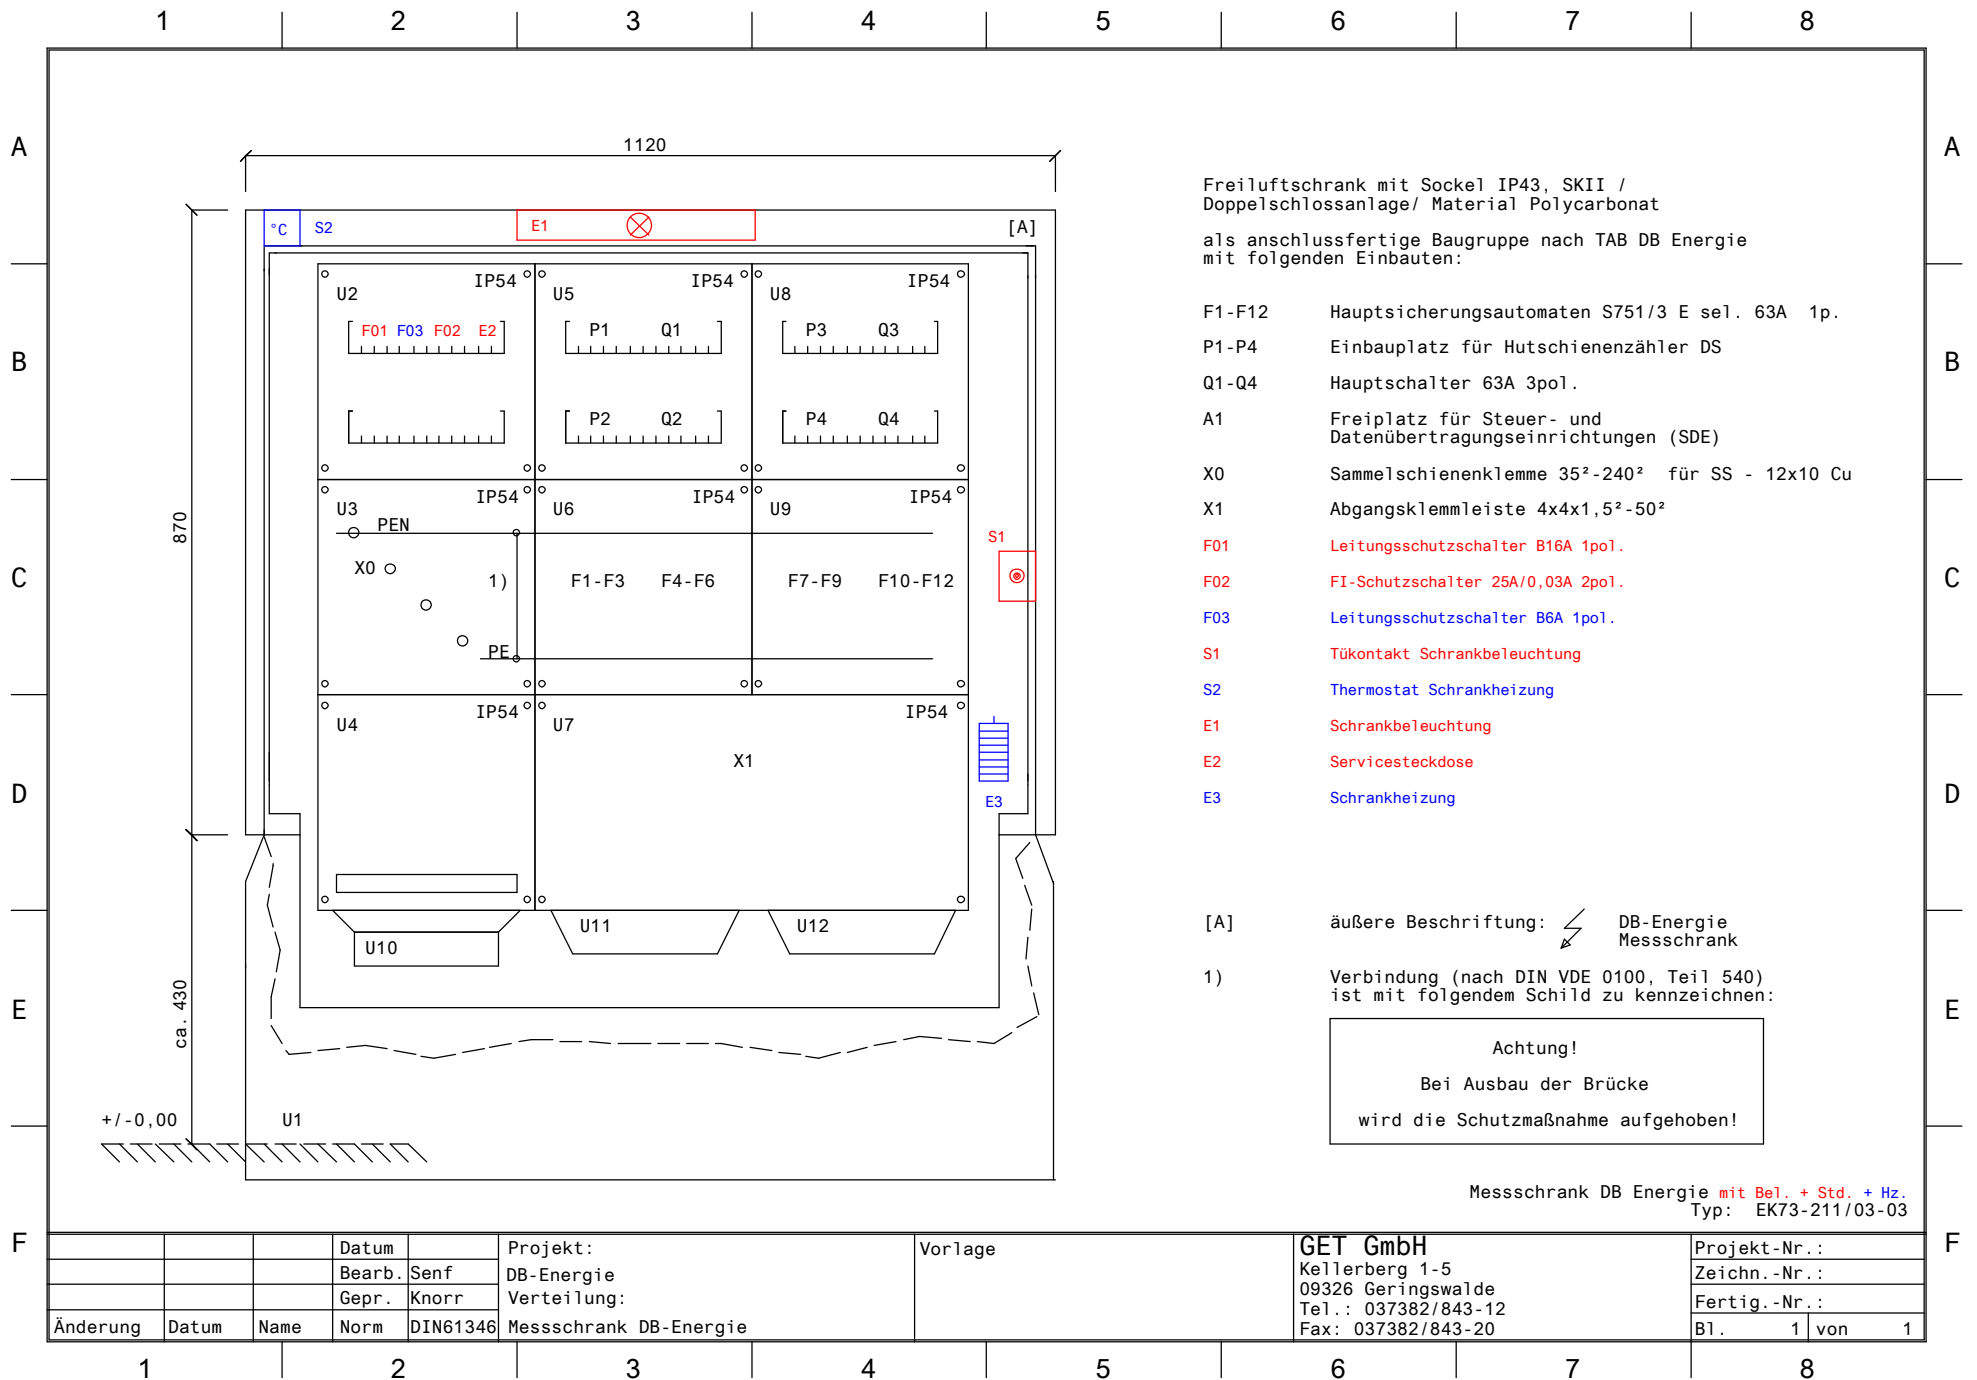 1 2 3 4 5 6 7 8
A A
B B
C C
D D
E E
F F
1120
870
ca. 430
+/-0,00
°C S2 E1 [A]
U2 IP54
F01 F03 F02 E2
U5 IP54
P1 Q1
P2 Q2
U8 IP54
P3 Q3
P4 Q4
U3 IP54
PEN
X0
1)
PE
U6 IP54
F1-F3 F4-F6
U9 IP54
F7-F9 F10-F12
S1
U4 IP54
U7 IP54
X1
E3
U10
U11
U12
U1
Freiluftschrank mit Sockel IP43, SKII /
Doppelschlossanlage/ Material Polycarbonat
als anschlussfertige Baugruppe nach TAB DB Energie
mit folgenden Einbauten:
F1-F12 Hauptsicherungsautomaten S751/3 E sel. 63A 1p.
P1-P4 Einbauplatz für Hutschienenzähler DS
Q1-Q4 Hauptschalter 63A 3pol.
A1 Freiplatz für Steuer- und
Datenübertragungseinrichtungen (SDE)
X0 Sammelschienenklemme 35²-240² für SS - 12x10 Cu
X1 Abgangsklemmleiste 4x4x1,5²-50²
F01 Leitungsschutzschalter B16A 1pol.
F02 FI-Schutzschalter 25A/0,03A 2pol.
F03 Leitungsschutzschalter B6A 1pol.
S1 Tükontakt Schrankbeleuchtung
S2 Thermostat Schrankheizung
E1 Schrankbeleuchtung
E2 Servicesteckdose
E3 Schrankheizung
[A] äußere Beschriftung: DB-Energie
Messschrank
1) Verbindung (nach DIN VDE 0100, Teil 540)
ist mit folgendem Schild zu kennzeichnen:
Achtung!
Bei Ausbau der Brücke
wird die Schutzmaßnahme aufgehoben!
Messschrank DB Energie mit Bel. + Std. + Hz.
Typ: EK73-211/03-03
Datum
Bearb. Senf
Gepr. Knorr
Änderung Datum Name Norm DIN61346
Projekt:
DB-Energie
Verteilung:
Messschrank DB-Energie
Vorlage
GET GmbH
Kellerberg 1-5
09326 Geringswalde
Tel.: 037382/843-12
Fax: 037382/843-20
Projekt-Nr.:
Zeichn.-Nr.:
Fertig.-Nr.:
Bl. 1 von 1
1 2 3 4 5 6 7 8